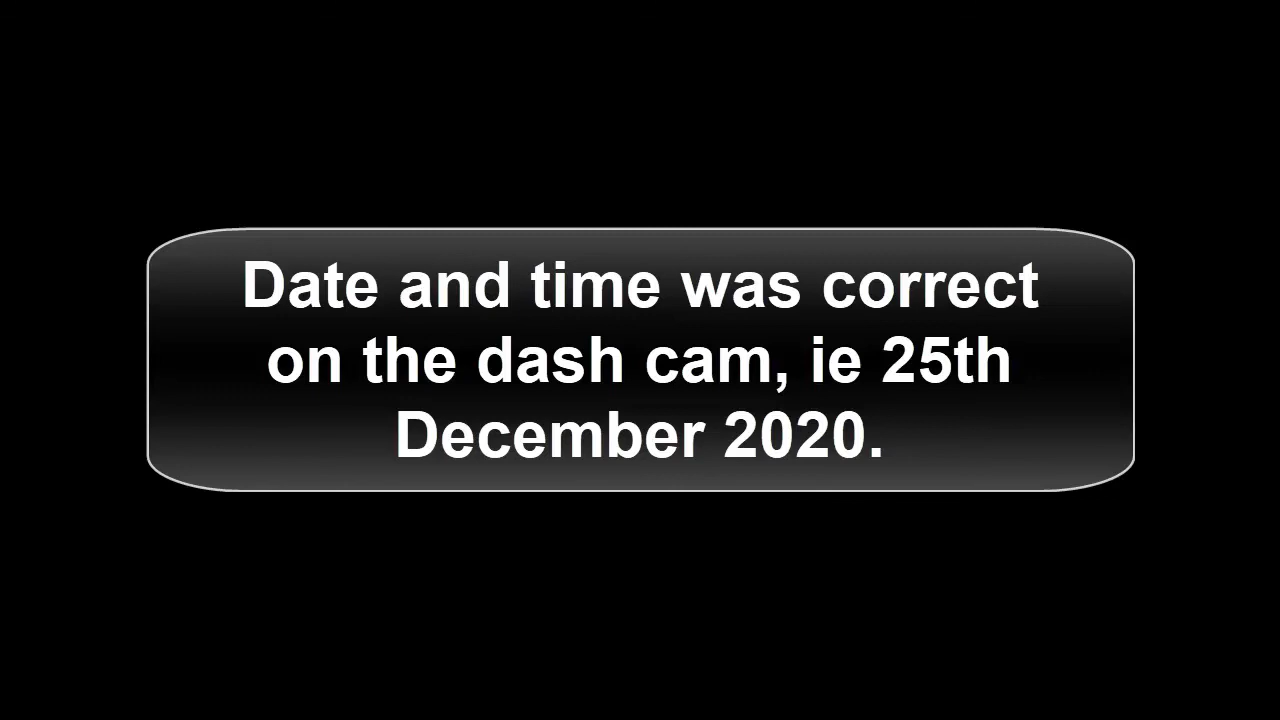 Date and time was correct
on the dash cam, ie 25th
December 2020.